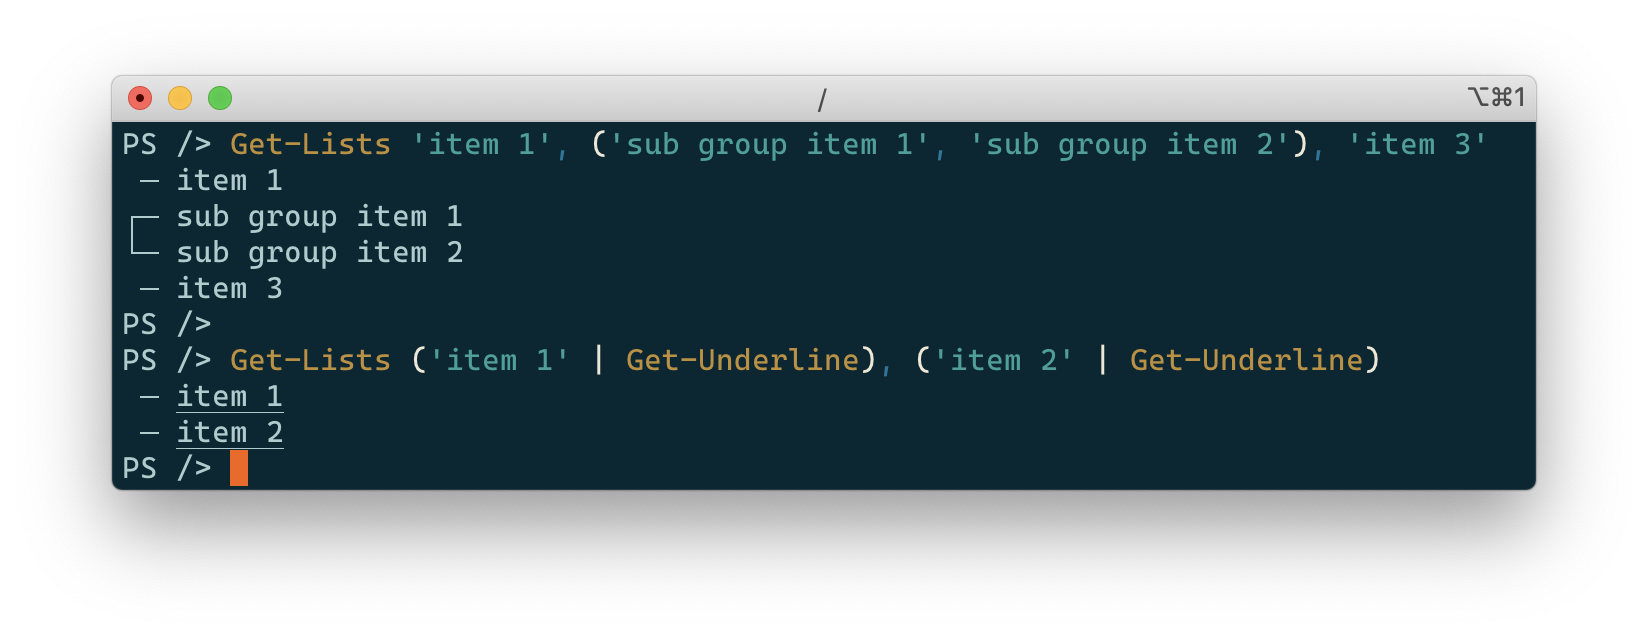 /
⌥⌘1
PS /> Get-Lists 'item 1', ('sub group item 1', 'sub group item 2'), 'item 3'
— item 1
┌─ sub group item 1
└─ sub group item 2
— item 3
PS />
PS /> Get-Lists ('item 1' | Get-Underline), ('item 2' | Get-Underline)
— item 1
— item 2
PS />